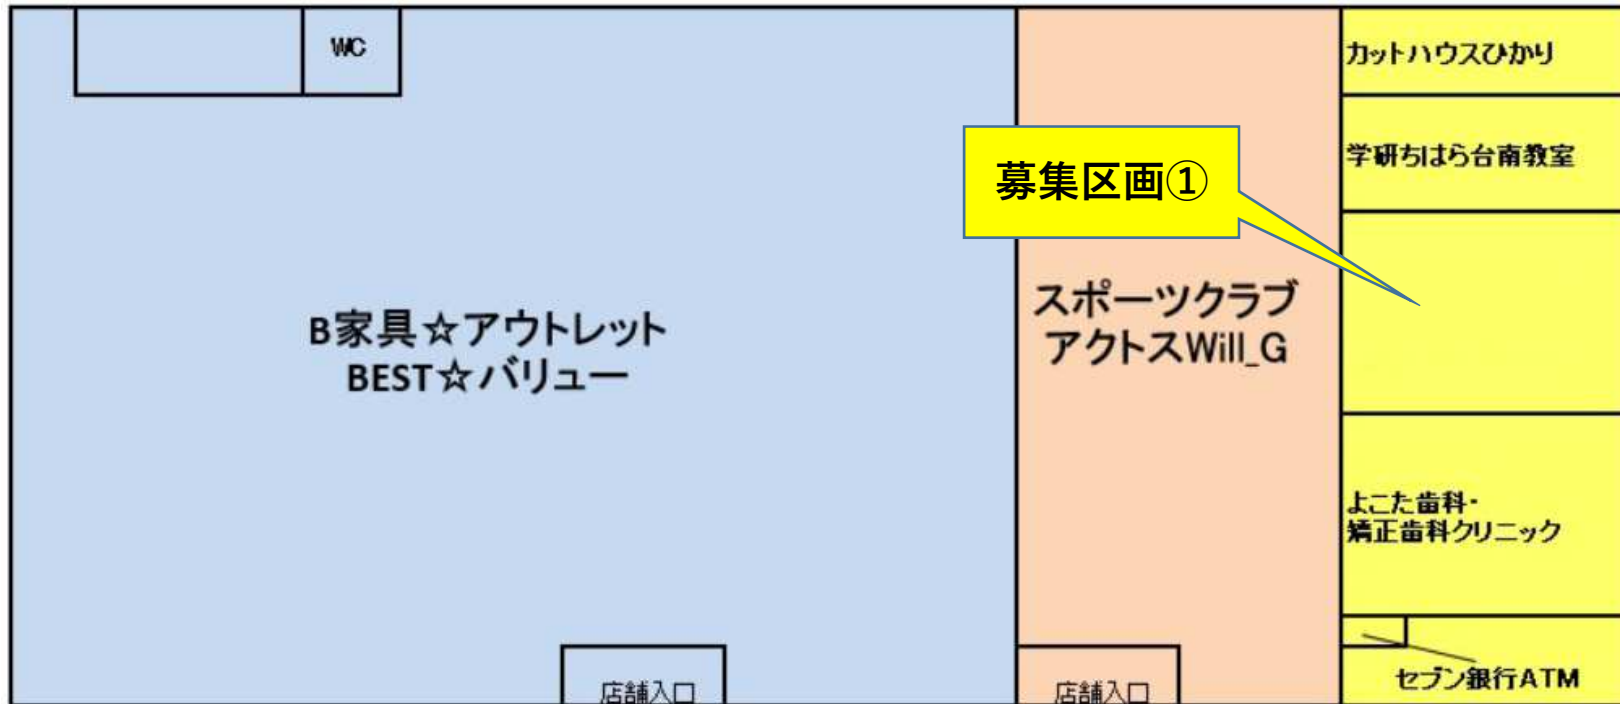 WC
カットハウスひかり
学研ちはら台南教室
募集区画①
B家具☆アウトレット
BEST☆バリュー
スポーツクラブ
アクトスWill_G
よこた歯科・
矯正歯科クリニック
セブン銀行ATM
店舗入口
店舗入口